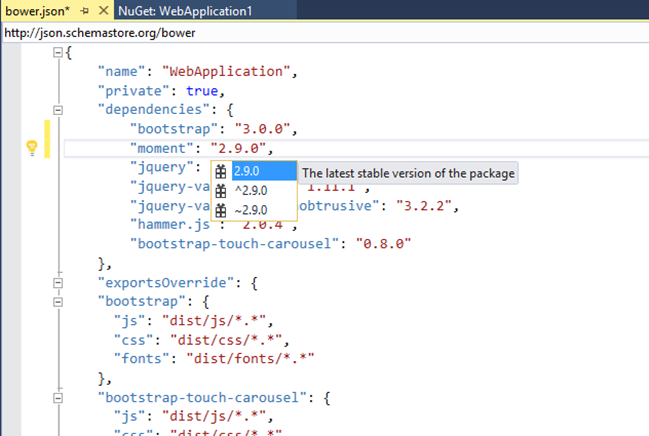 bower.json* NuGet: WebApplication1
http://json.schemastore.org/bower
{
"name": "WebApplication",
"private": true,
"dependencies": {
"bootstrap": "3.0.0",
"moment": "2.9.0",
"jquery":
2.9.0 The latest stable version of the package
"jquery-va 1.11.1",
^2.9.0
"jquery-va obtrusive": "3.2.2",
~2.9.0
"hammer.js "2.0.4",
"bootstrap-touch-carousel": "0.8.0"
},
"exportsOverride": {
"bootstrap": {
"js": "dist/js/*.*",
"css": "dist/css/*.*",
"fonts": "dist/fonts/*.*"
},
"bootstrap-touch-carousel": {
"js": "dist/js/*.*",
"css": "dist/css/*.*",